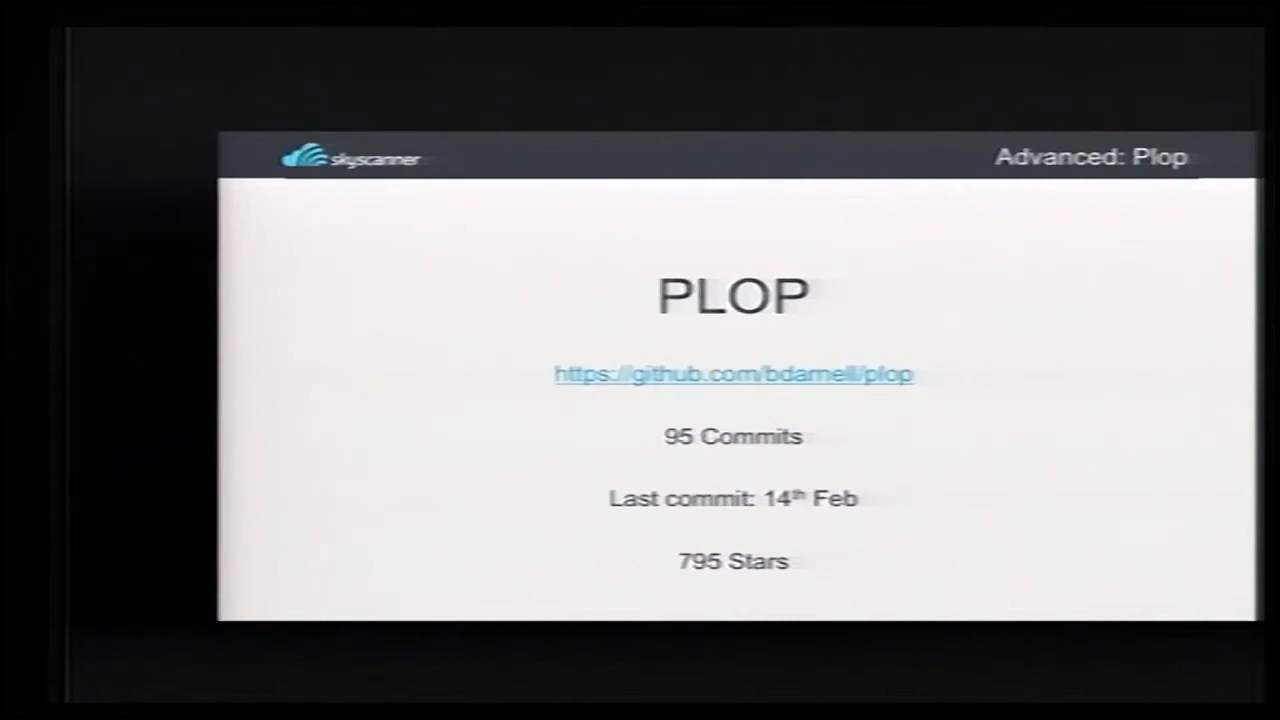 skyscanner
Advanced: Plop
PLOP
https://github.com/bdarnell/plop
95 Commits
Last commit: 14th Feb
795 Stars